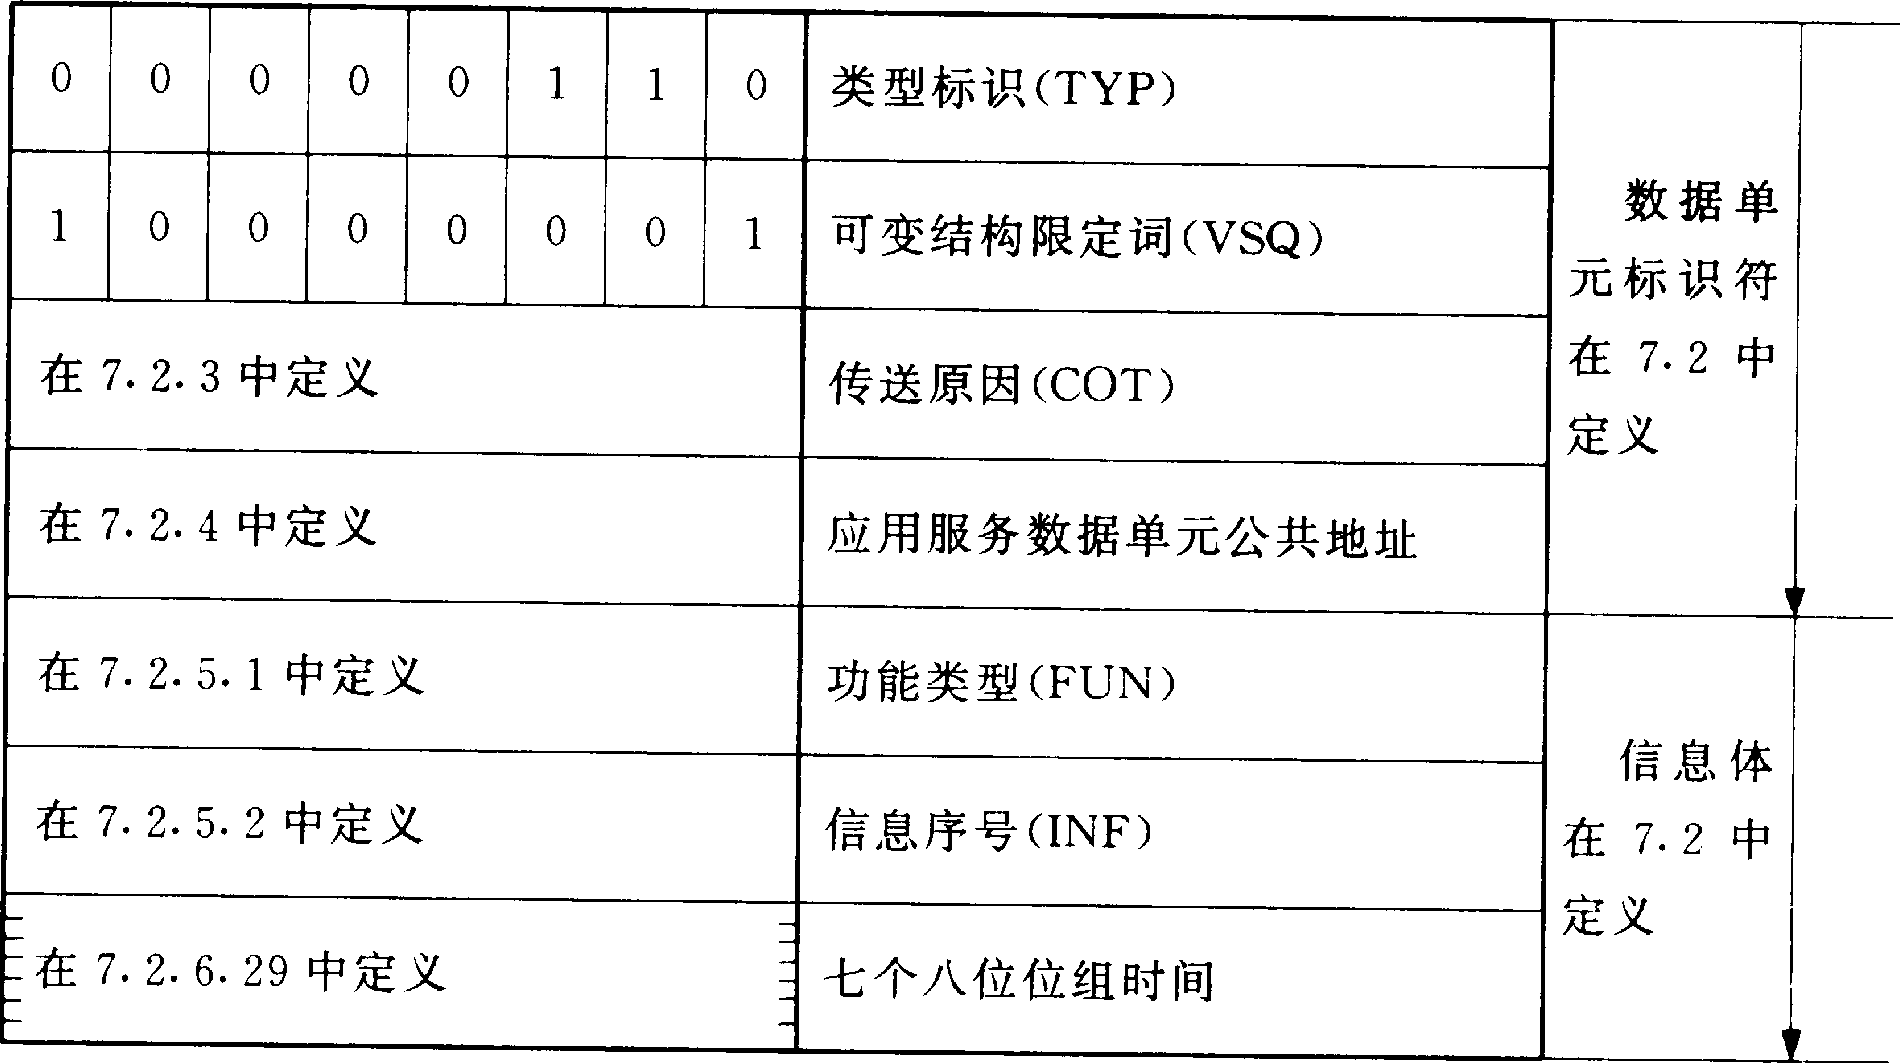 0 0 0 0 0 1 1 0 类型标识(TYP)
1 0 0 0 0 0 0 1 可变结构限定词(VSQ)
在 7.2.3 中定义 传送原因(COT)
在 7.2.4 中定义 应用服务数据单元公共地址
数据单
元标识符
在 7.2 中
定义
在 7.2.5.1 中定义 功能类型(FUN)
在 7.2.5.2 中定义 信息序号(INF)
在 7.2.6.29 中定义 七个八位位组时间
信息体
在 7.2 中
定义